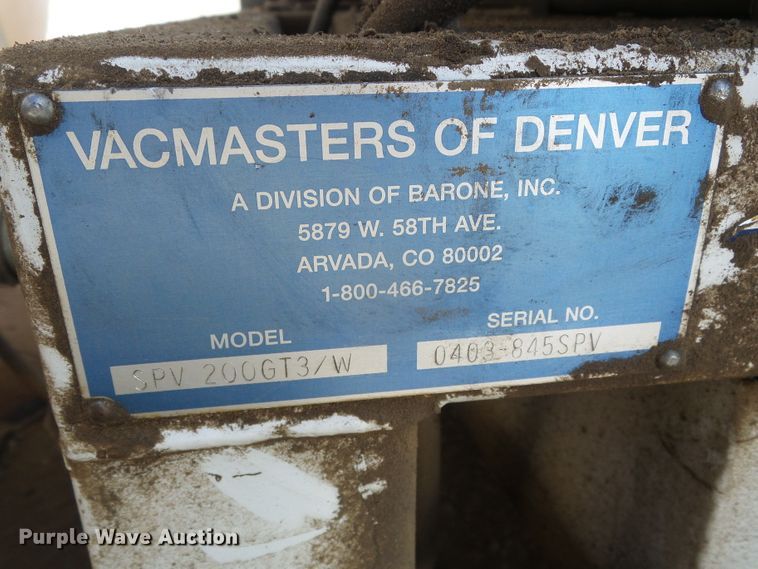 VACMASTERS OF DENVER
A DIVISION OF BARONE, INC.
5879 W. 58TH AVE.
ARVADA, CO 80002
1-800-466-7825
MODEL
SERIAL NO.
SPV 200GT3/W
0403-845SPV
Purple Wave Auction